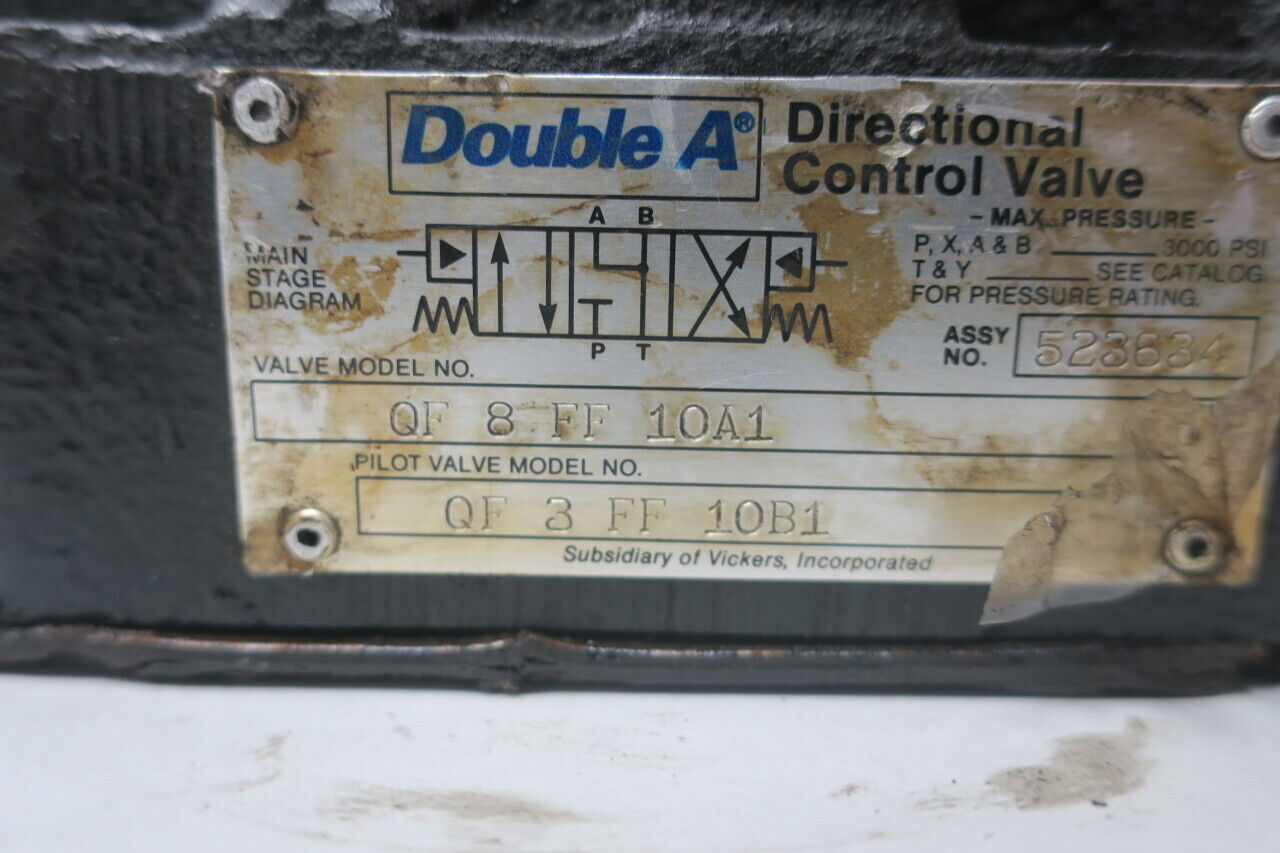 Double A®
Directional
Control Valve
- MAX. PRESSURE -
P, X, A & B ______ 3000 PSI
T & Y ______ SEE CATALOG
FOR PRESSURE RATING.
MAIN
STAGE
DIAGRAM
A B
P T
ASSY
NO.
523634
VALVE MODEL NO.
QF 8 FF 10A1
PILOT VALVE MODEL NO.
QF 3 FF 10B1
Subsidiary of Vickers, Incorporated